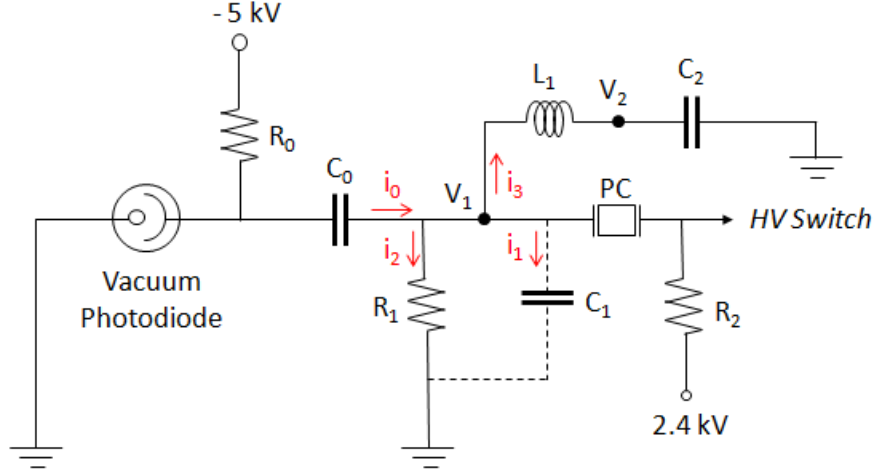 - 5 kV
R₀
C₀
i₀
V₁
L₁
V₂
C₂
i₃
PC
HV Switch
i₂
i₁
Vacuum
Photodiode
R₁
C₁
R₂
2.4 kV